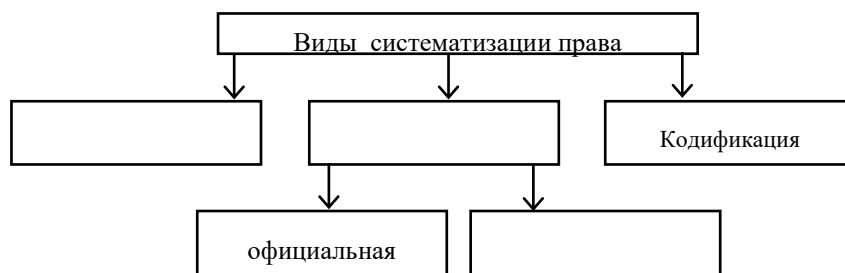 Виды систематизации права
Кодификация
официальная